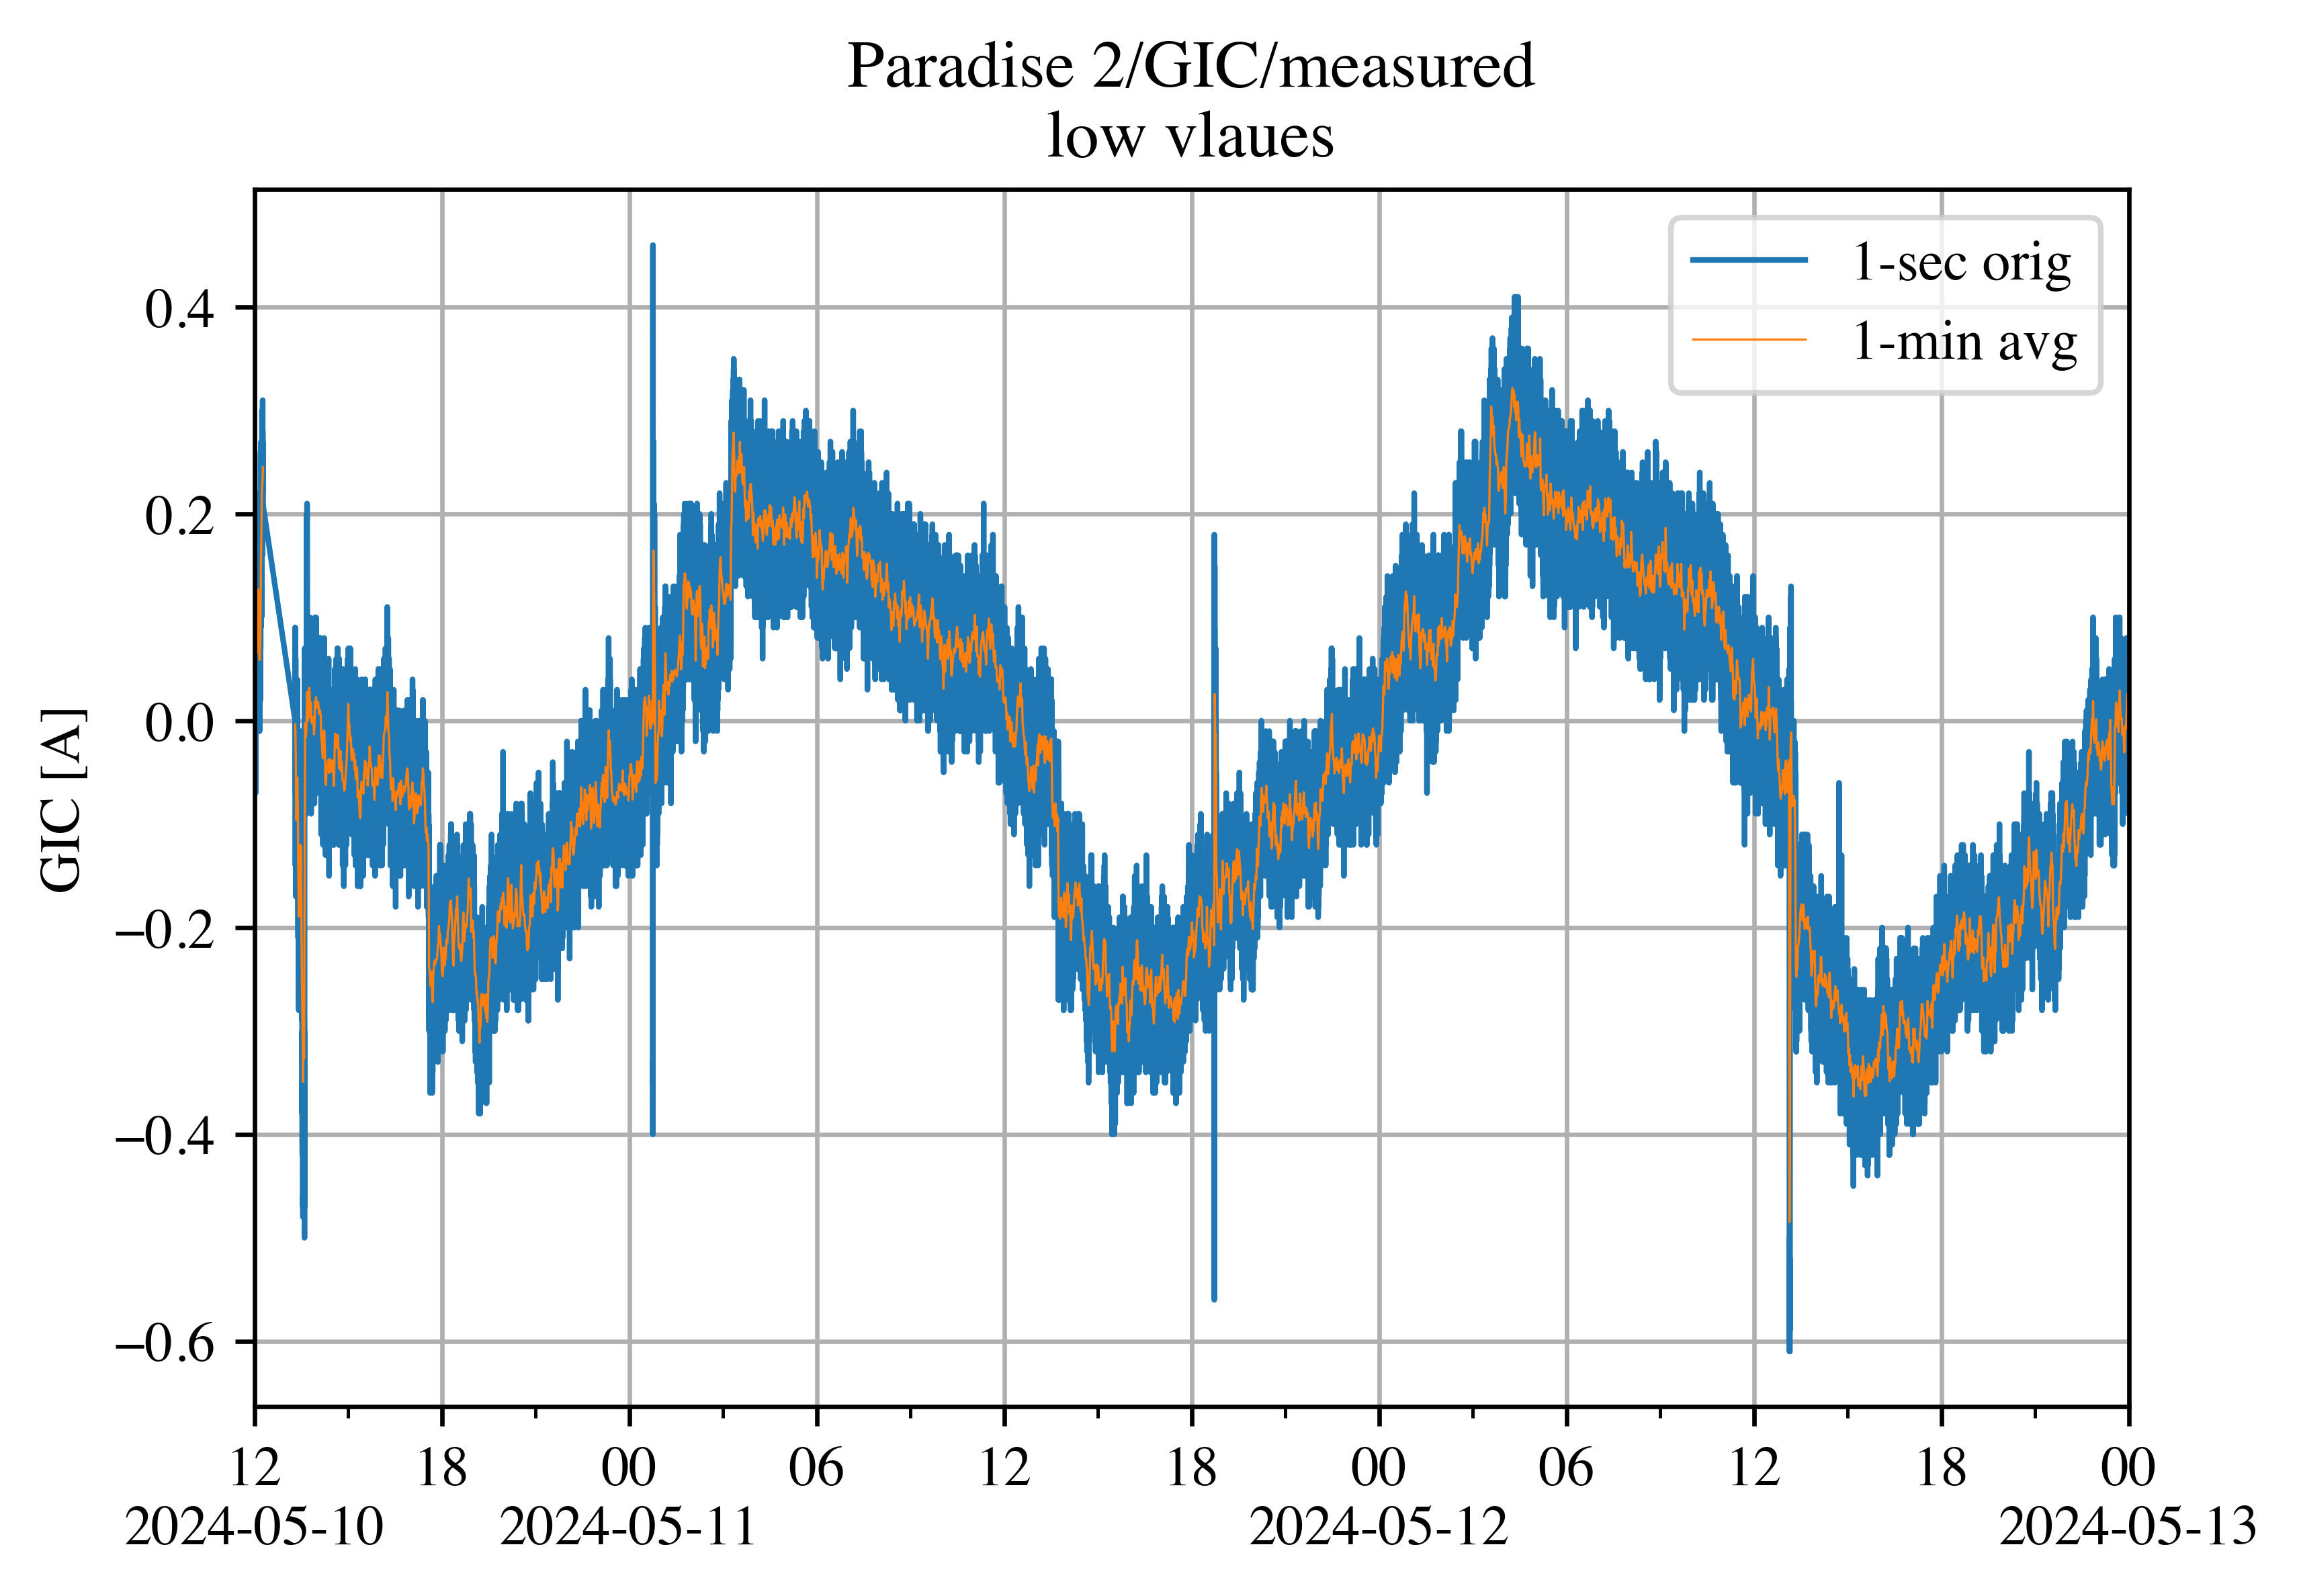 Paradise 2/GIC/measured
low vlaues
1-sec orig
1-min avg
GIC [A]
0.4
0.2
0.0
−0.2
−0.4
−0.6
12 18 00 06 12 18 00 06 12 18 00
2024-05-10 2024-05-11 2024-05-12 2024-05-13